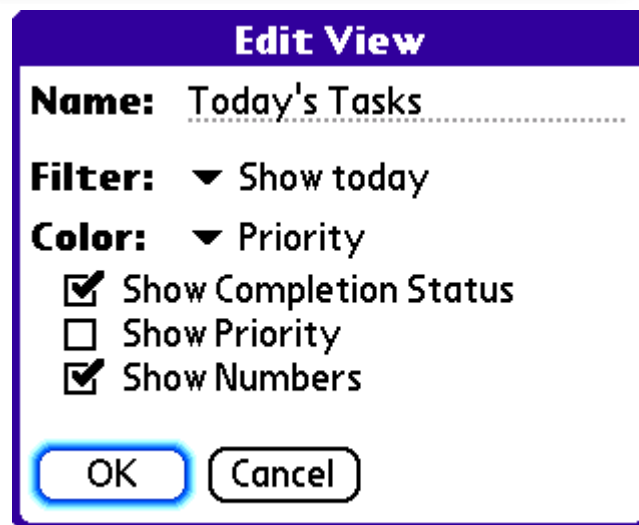 Edit View
Name: Today's Tasks
Filter: Show today
Color: Priority
Show Completion Status
Show Priority
Show Numbers
OK Cancel